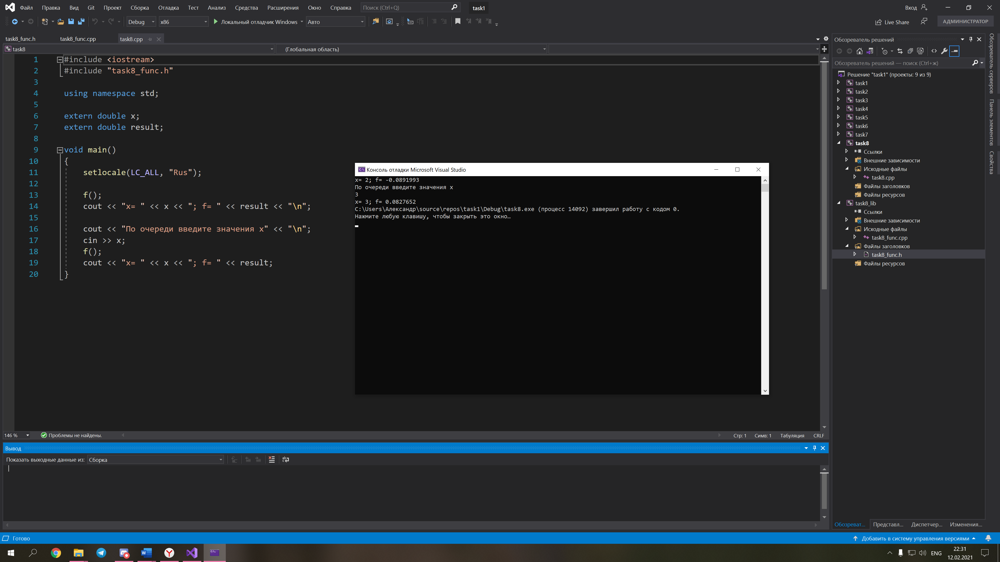 Файл Правка Вид Git Проект Сборка Отладка Тест Анализ Средства Расширения Окно Справка Поиск (Ctrl+Q) task1 Вход
Debug x86 Локальный отладчик Windows Авто Live Share АДМИНИСТРАТОР
task8_func.h task8_func.cpp task8.cpp
task8 (Глобальная область)
1 #include <iostream>
2 #include "task8_func.h"
3
4 using namespace std;
5
6 extern double x;
7 extern double result;
8
9 void main()
10 {
11 setlocale(LC_ALL, "Rus");
12
13 f();
14 cout << "x= " << x << "; f= " << result << "\n";
15
16 cout << "По очереди введите значения x" << "\n";
17 cin >> x;
18 f();
19 cout << "x= " << x << "; f= " << result;
20 }
Консоль отладки Microsoft Visual Studio
x= 2; f= -0.0891993
По очереди введите значения x
3
x= 3; f= 0.0827652
C:\Users\Александр\source\repos\task1\Debug\task8.exe (процесс 14092) завершил работу с кодом 0.
Нажмите любую клавишу, чтобы закрыть это окно…
146 % Проблемы не найдены. Стр: 1 Симв: 1 Табуляция CRLF
Вывод
Показать выходные данные из: Сборка
Обозреватель решений
Обозреватель решений — поиск (Ctrl+ж)
Решение "task1" (проекты: 9 из 9)
task1
task2
task3
task4
task5
task6
task7
task8
Ссылки
Внешние зависимости
Исходные файлы
task8.cpp
Файлы заголовков
Файлы ресурсов
task8_lib
Ссылки
Внешние зависимости
Исходные файлы
task8_func.cpp
Файлы заголовков
task8_func.h
Файлы ресурсов
Обозреват... Представл... Диспетчер... Изменения...
Обозреватель серверов
Панель элементов
Свойства
Готово Добавить в систему управления версиями
ENG
22:31
12.02.2021